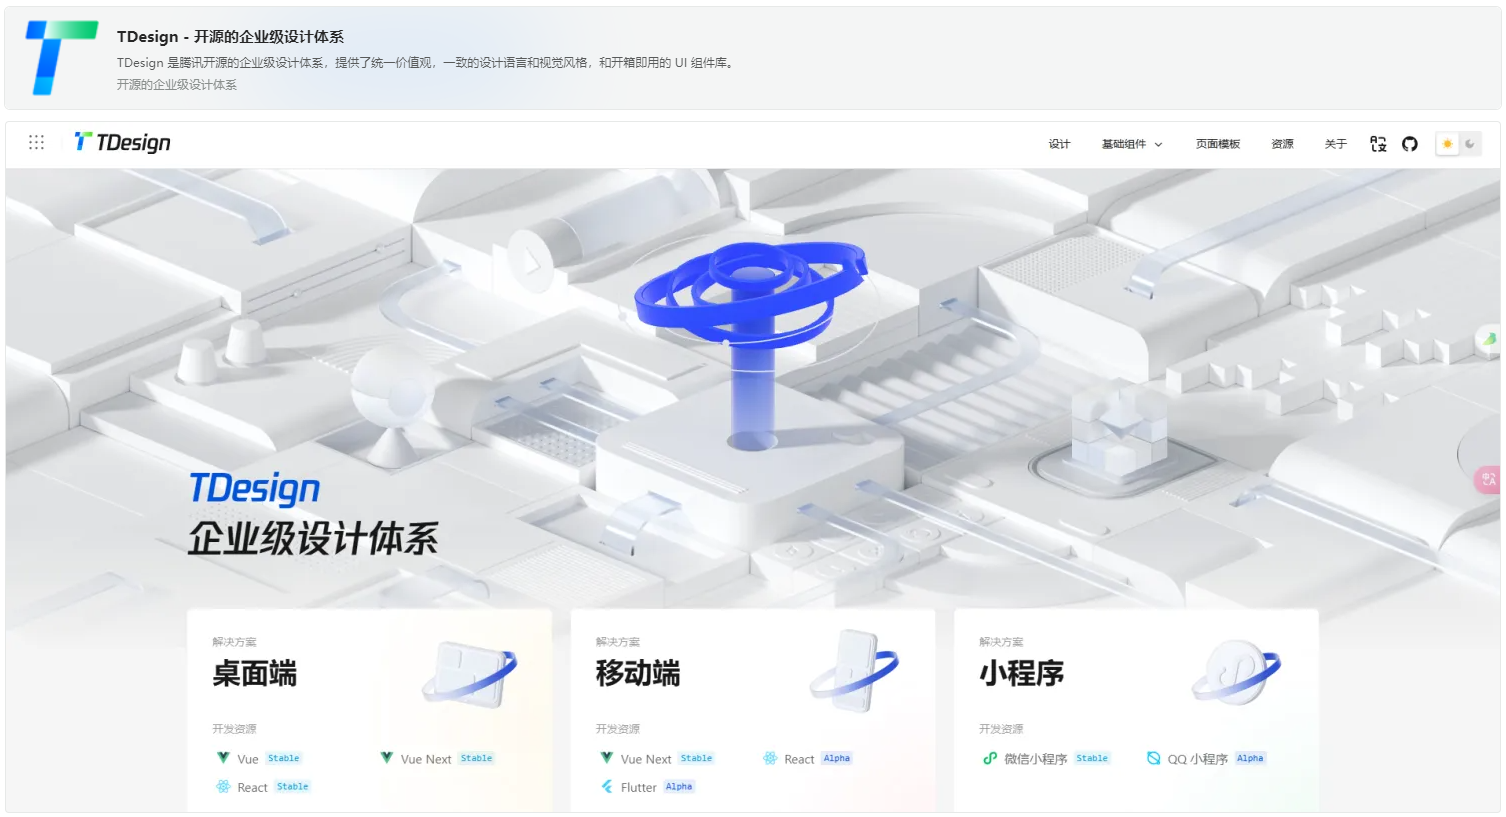 TDesign - 开源的企业级设计体系
TDesign 是腾讯开源的企业级设计体系，提供了统一价值观，一致的设计语言和视觉风格，和开箱即用的 UI 组件库。
开源的企业级设计体系
TDesign
设计 基础组件 页面模板 资源 关于
TDesign
企业级设计体系
解决方案
桌面端
开发资源
Vue Stable
Vue Next Stable
React Stable
解决方案
移动端
开发资源
Vue Next Stable
React Alpha
Flutter Alpha
解决方案
小程序
开发资源
微信小程序 Stable
QQ 小程序 Alpha